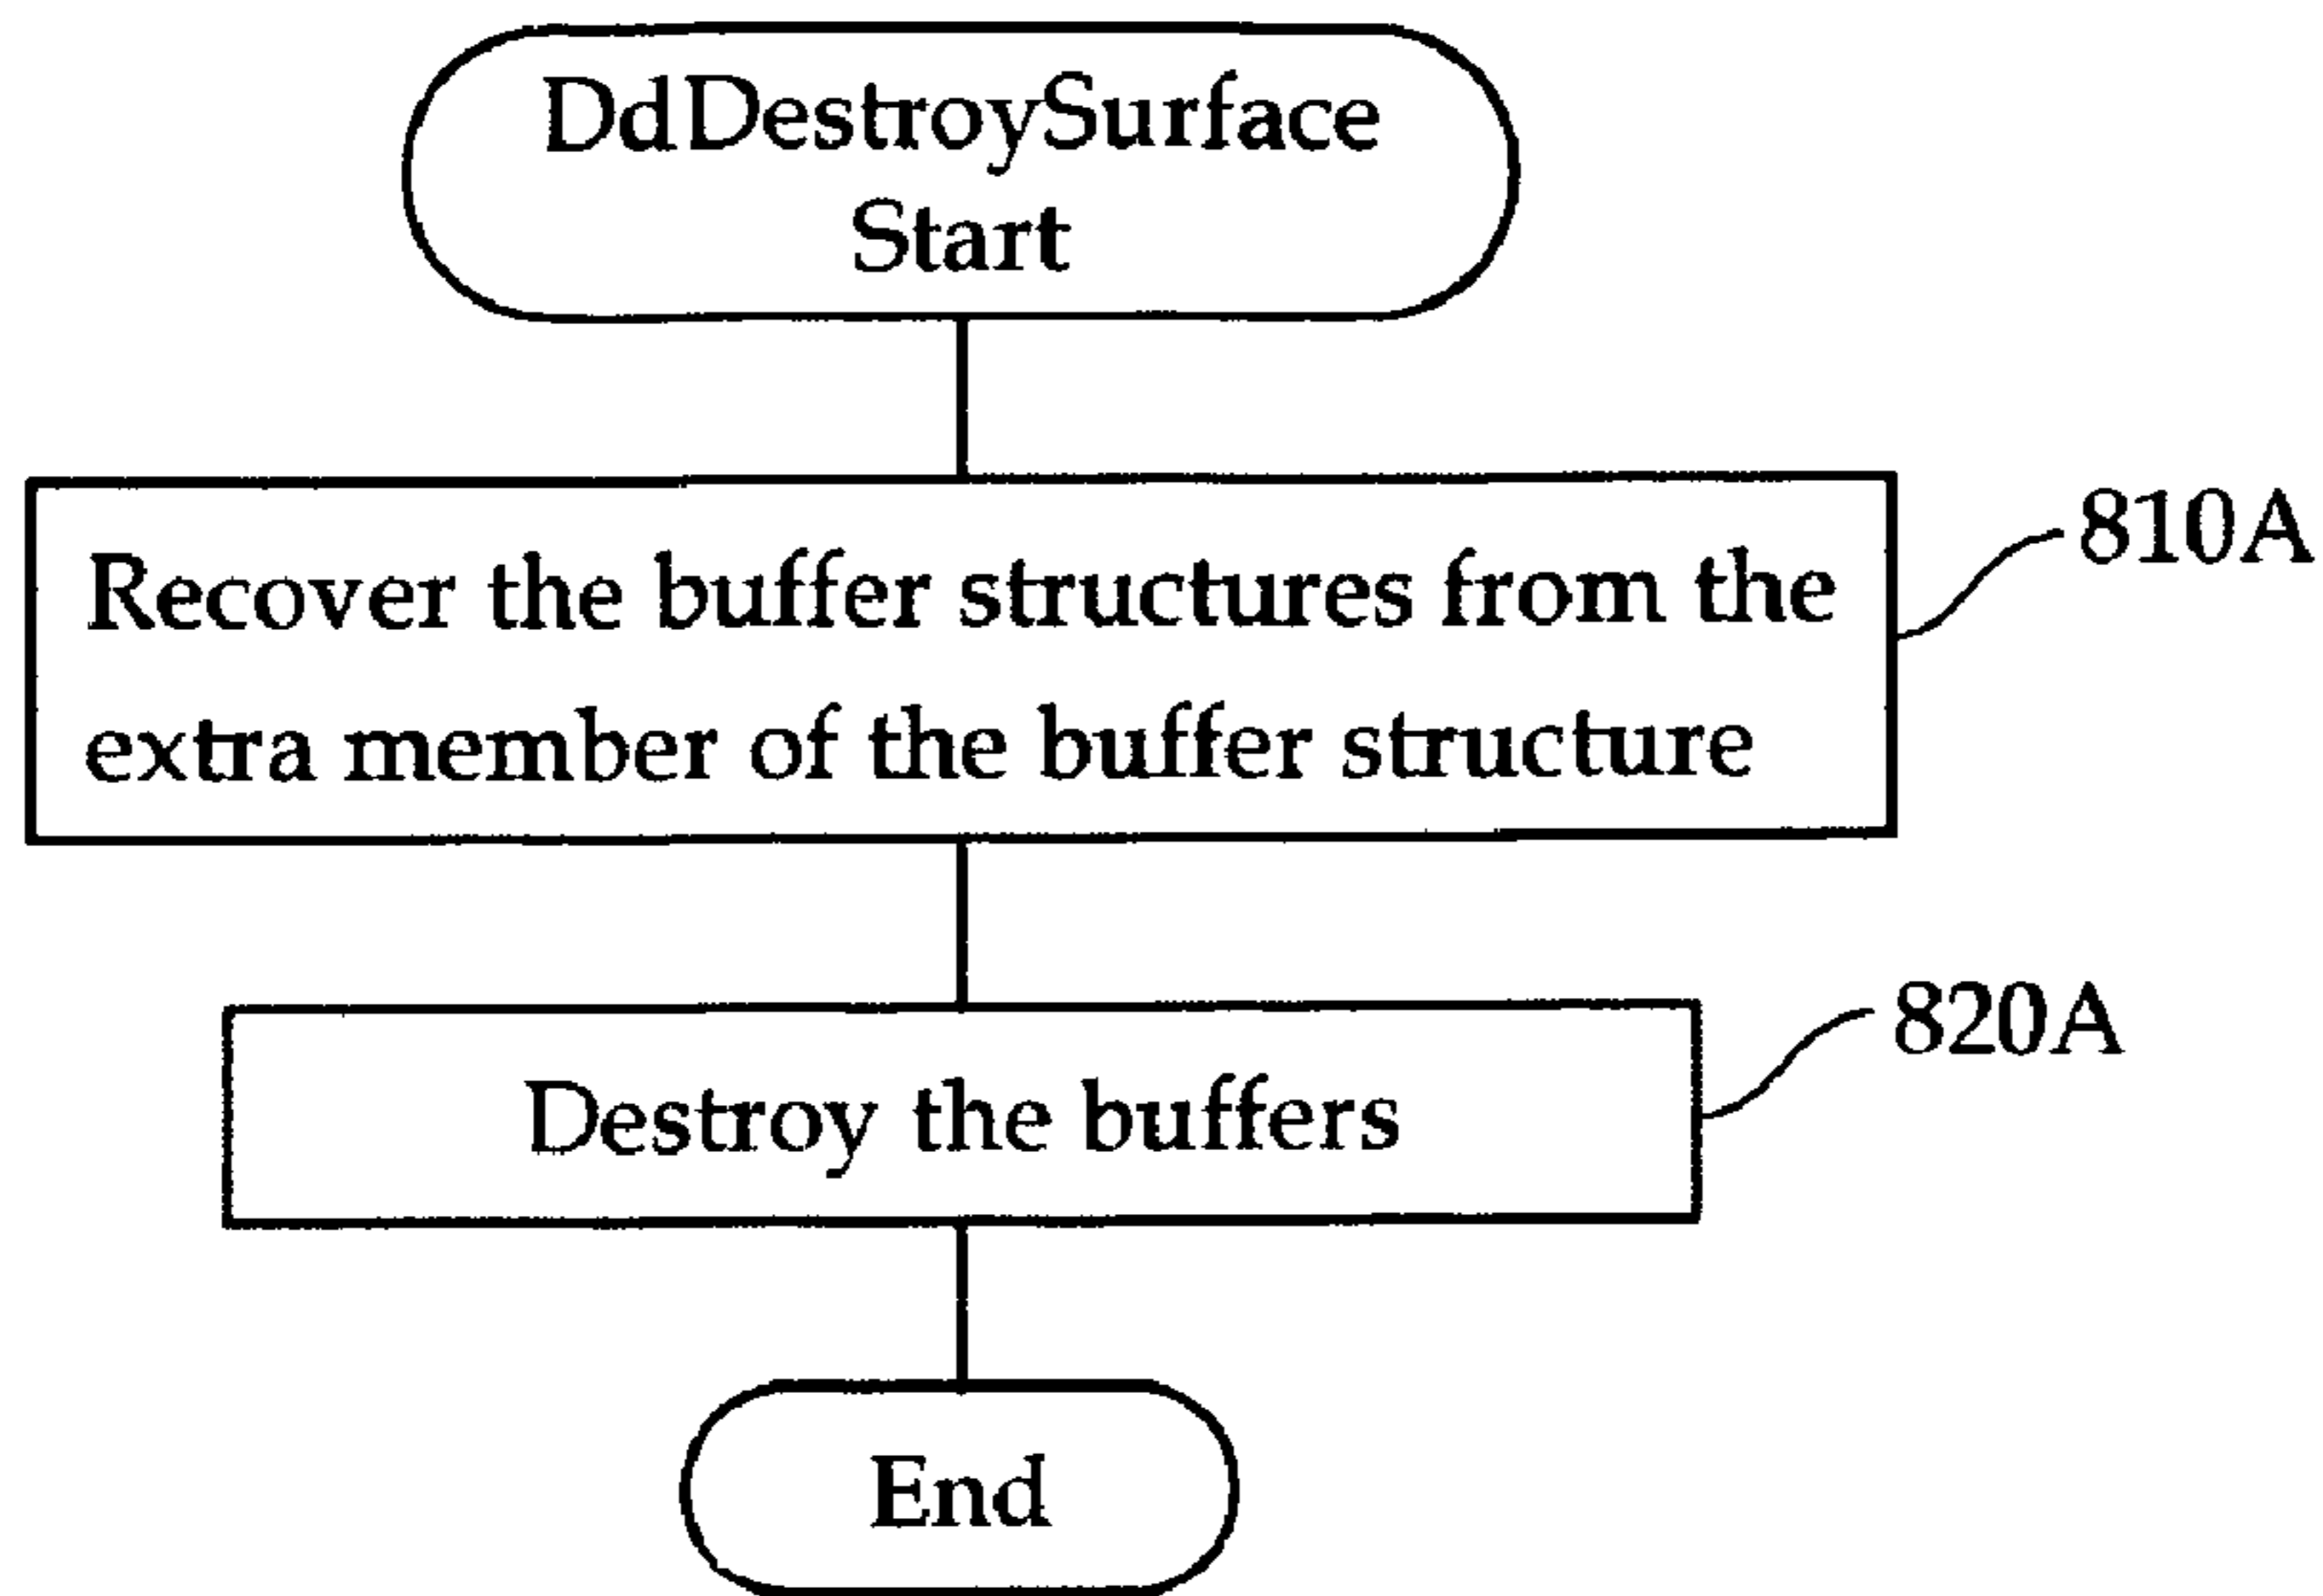 DdDestroySurface
Start
Recover the buffer structures from the
810A
extra member of the buffer structure
Destroy the buffers
820A
End